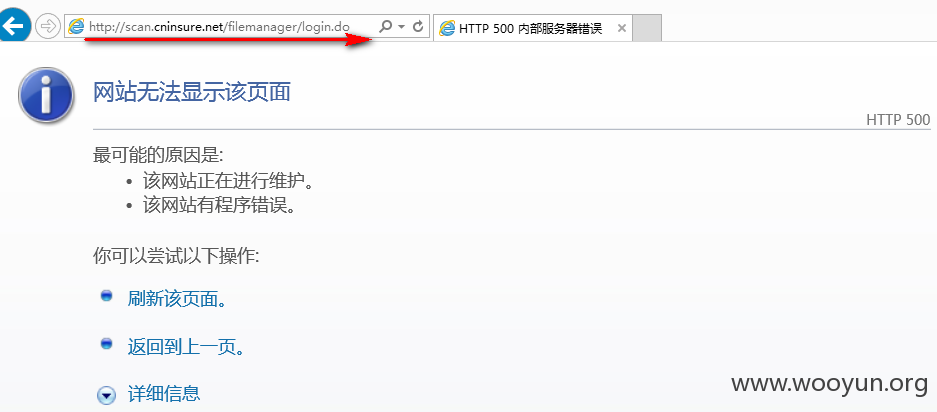 http://scan.cninsure.net/filemanager/login.do
HTTP 500 内部服务器错误
网站无法显示该页面
HTTP 500
最可能的原因是:
• 该网站正在进行维护。
• 该网站有程序错误。
你可以尝试以下操作:
刷新该页面。
返回到上一页。
详细信息
www.wooyun.org